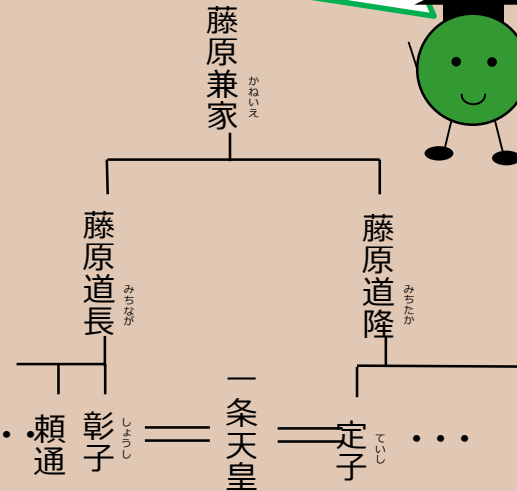 藤原兼家
かねいえ
藤原道隆
みちたか
藤原道長
みちなが
・・・
定子
ていし
一条天皇
彰子
しょうし
頼通
・・